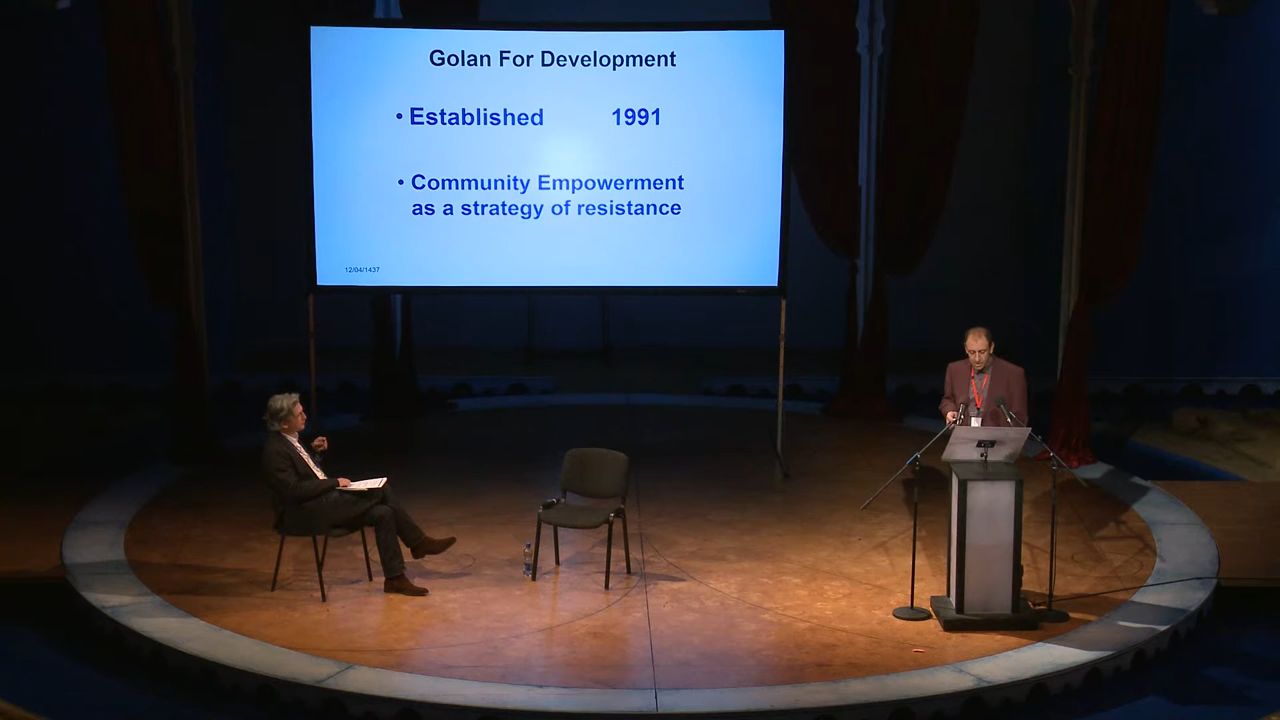 Golan For Development
• Established 1991
• Community Empowerment
as a strategy of resistance
12/04/1437